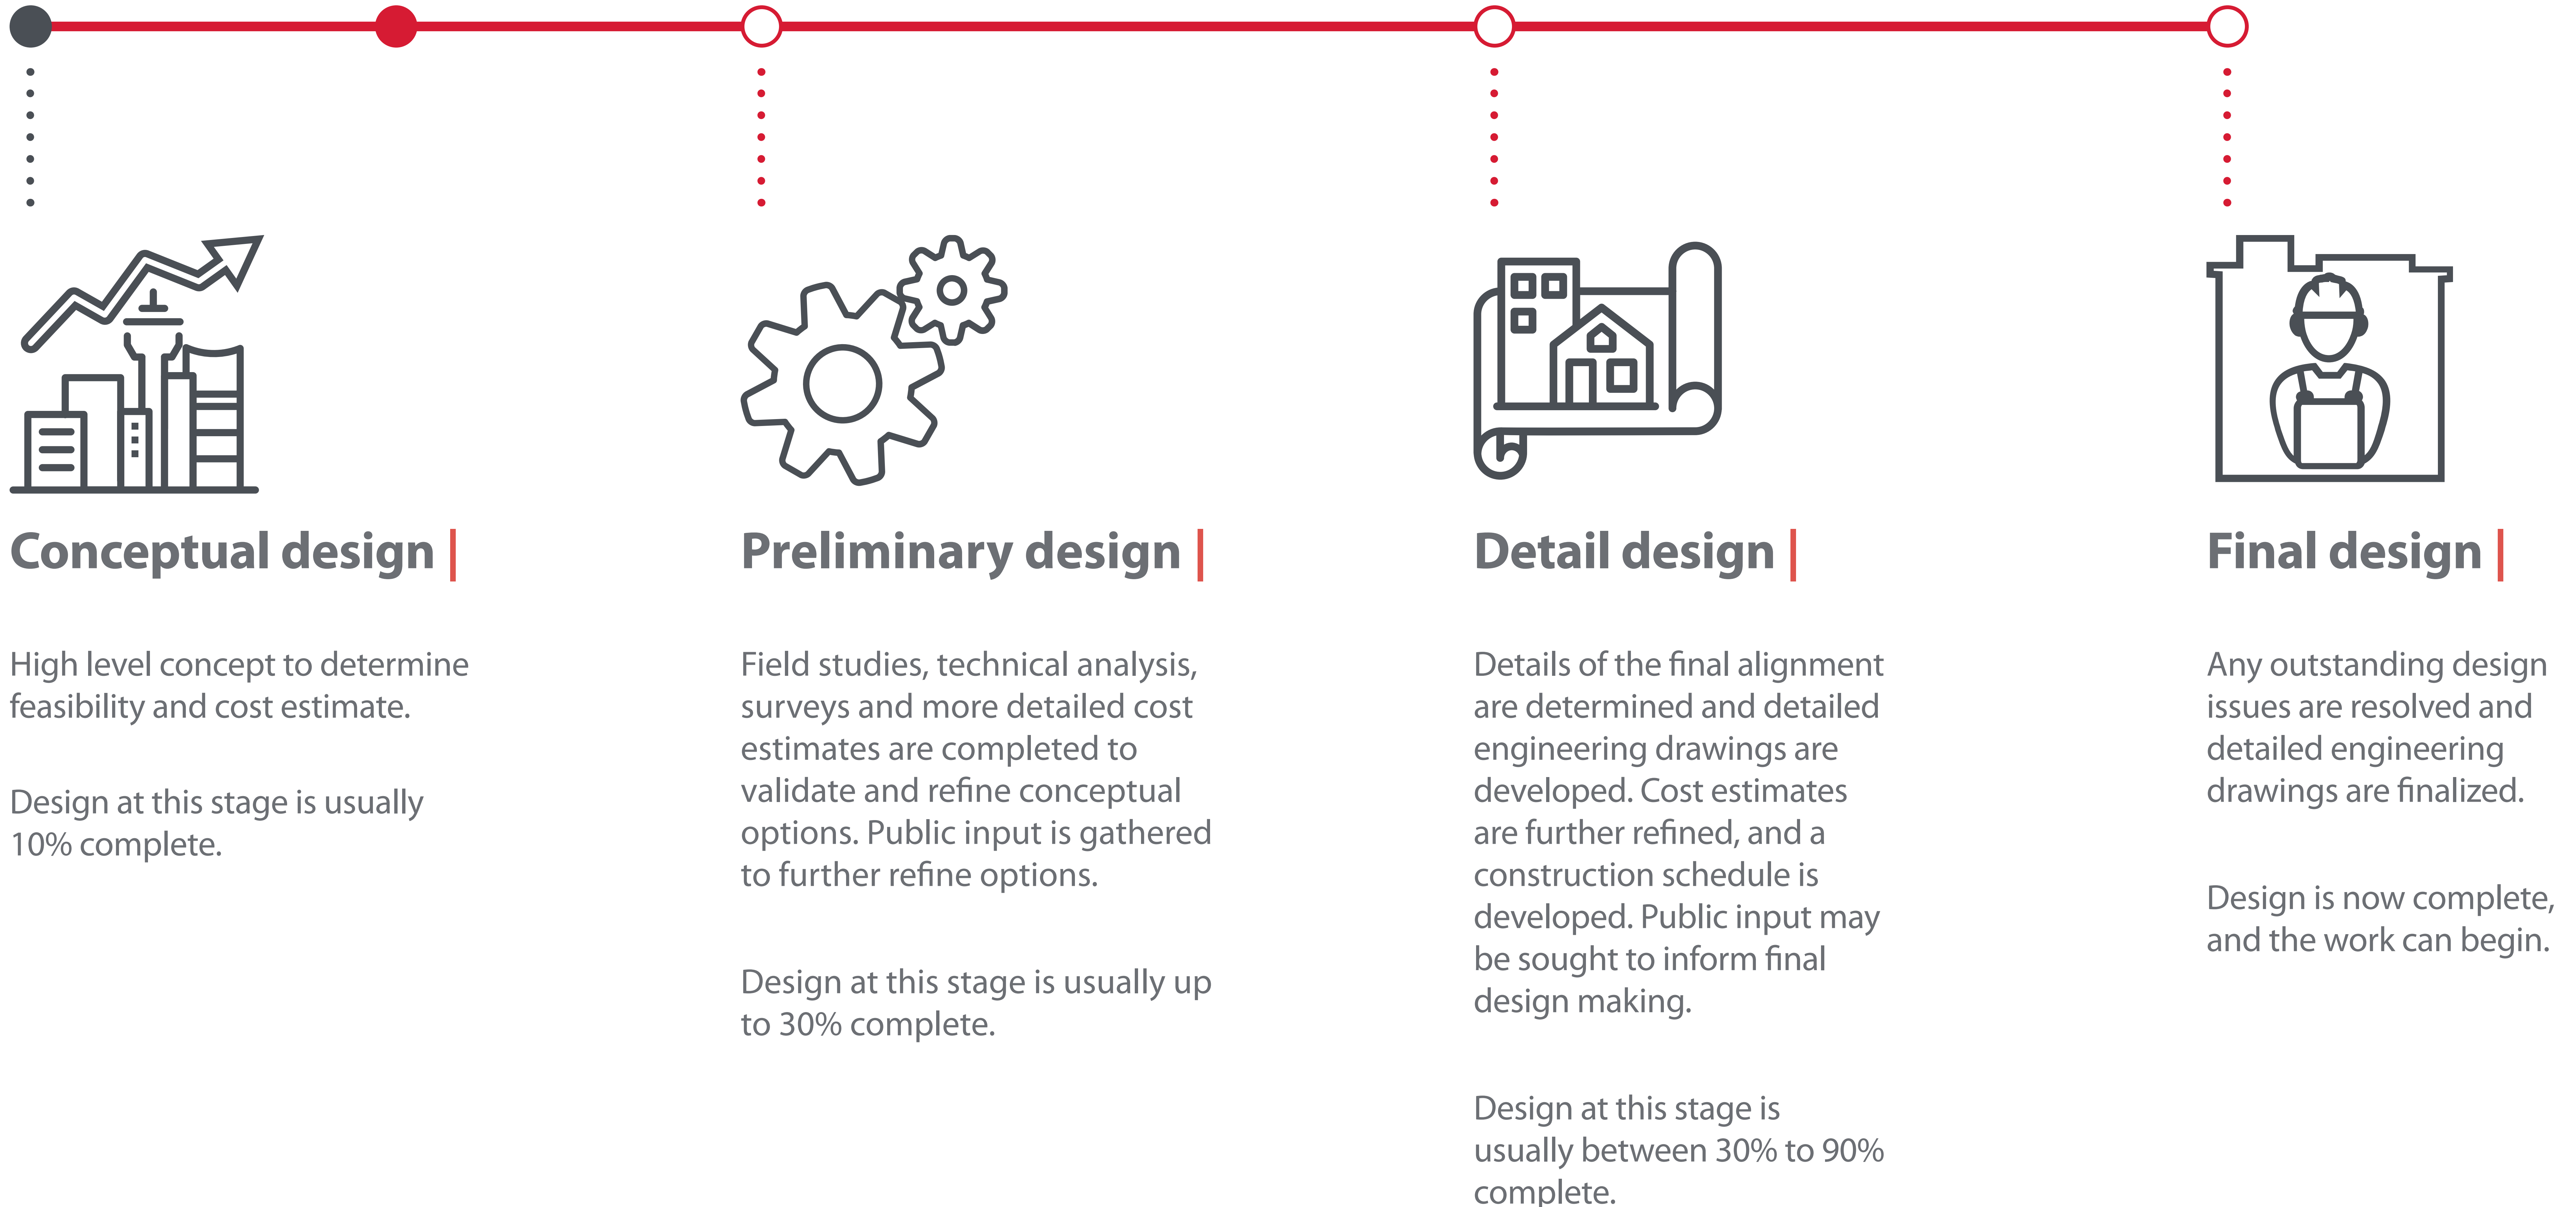 Conceptual design |
High level concept to determine
feasibility and cost estimate.
Design at this stage is usually
10% complete.
Preliminary design |
Field studies, technical analysis,
surveys and more detailed cost
estimates are completed to
validate and refine conceptual
options. Public input is gathered
to further refine options.
Design at this stage is usually up
to 30% complete.
Detail design |
Details of the final alignment
are determined and detailed
engineering drawings are
developed. Cost estimates
are further refined, and a
construction schedule is
developed. Public input may
be sought to inform final
design making.
Design at this stage is
usually between 30% to 90%
complete.
Final design |
Any outstanding design
issues are resolved and
detailed engineering
drawings are finalized.
Design is now complete,
and the work can begin.